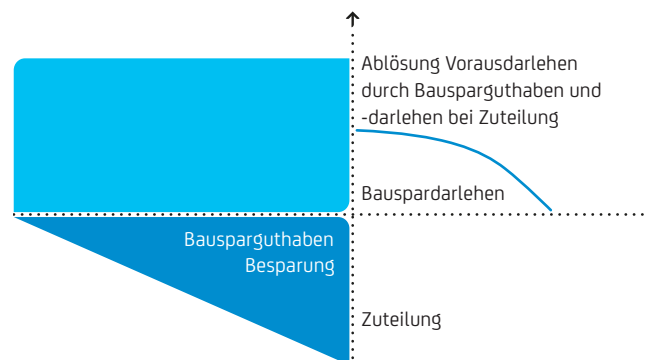 Ablösung Vorausdarlehen
durch Bausparguthaben und
-darlehen bei Zuteilung
Bauspardarlehen
Bausparguthaben
Besparung
Zuteilung